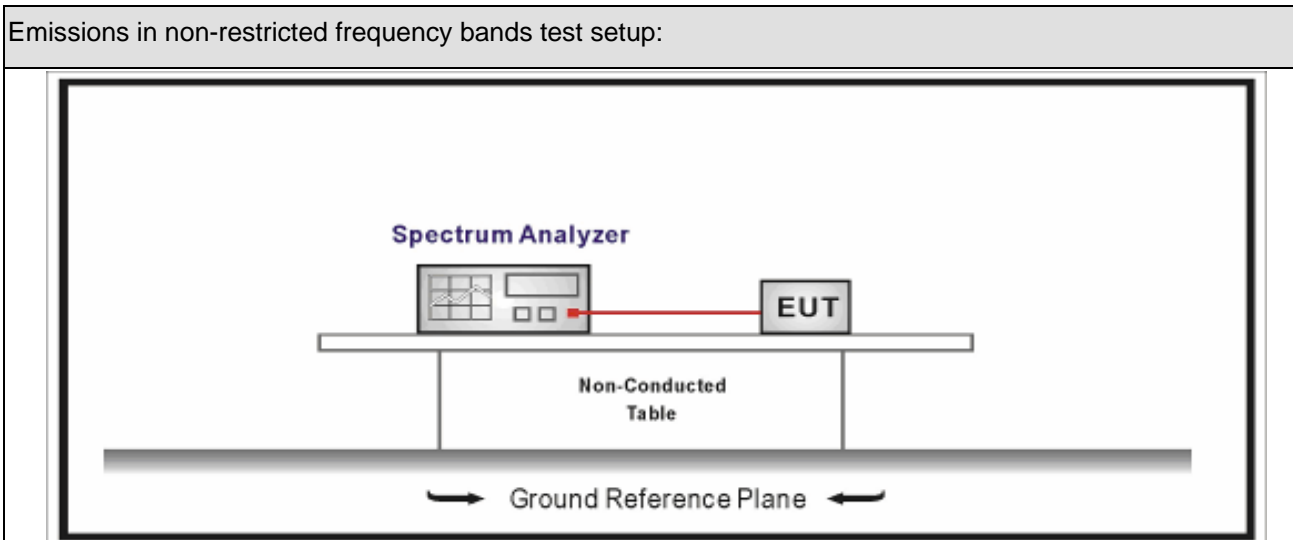 Emissions in non-restricted frequency bands test setup:
Spectrum Analyzer
EUT
Non-Conducted
Table
Ground Reference Plane